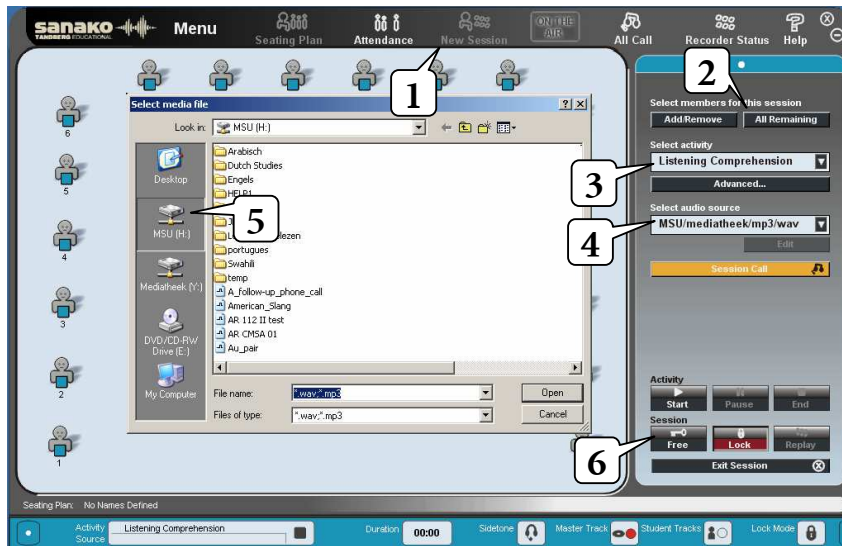 sanako
TANDBERG EDUCATIONAL
Menu
Seating Plan
Attendance
New Session
ON THE AIR
All Call
Recorder Status
Help
1
2
Select members for this session
Add/Remove
All Remaining
Select activity
3
Listening Comprehension
Advanced...
Select audio source
4
MSU/mediatheek/mp3/wav
Edit
Session Call
Activity
Start
Pause
End
Session
6
Free
Lock
Replay
Exit Session
6
5
4
3
2
1
Select media file
Look in:
MSU (H:)
Desktop
MSU (H:)
5
Mediatheek (Y:)
DVD/CD-RW
Drive (E:)
My Computer
Arabisch
Dutch Studies
Engels
HELP1
portugues
Swahili
temp
A_follow-up_phone_call
American_Slang
AR 112 II test
AR CMSA 01
Au_pair
File name:
*.wav;*.mp3
Open
Files of type:
*.wav;*.mp3
Cancel
Seating Plan: No Names Defined
Activity
Source
Listening Comprehension
Duration
00:00
Sidetone
Master Track
Student Tracks
Lock Mode